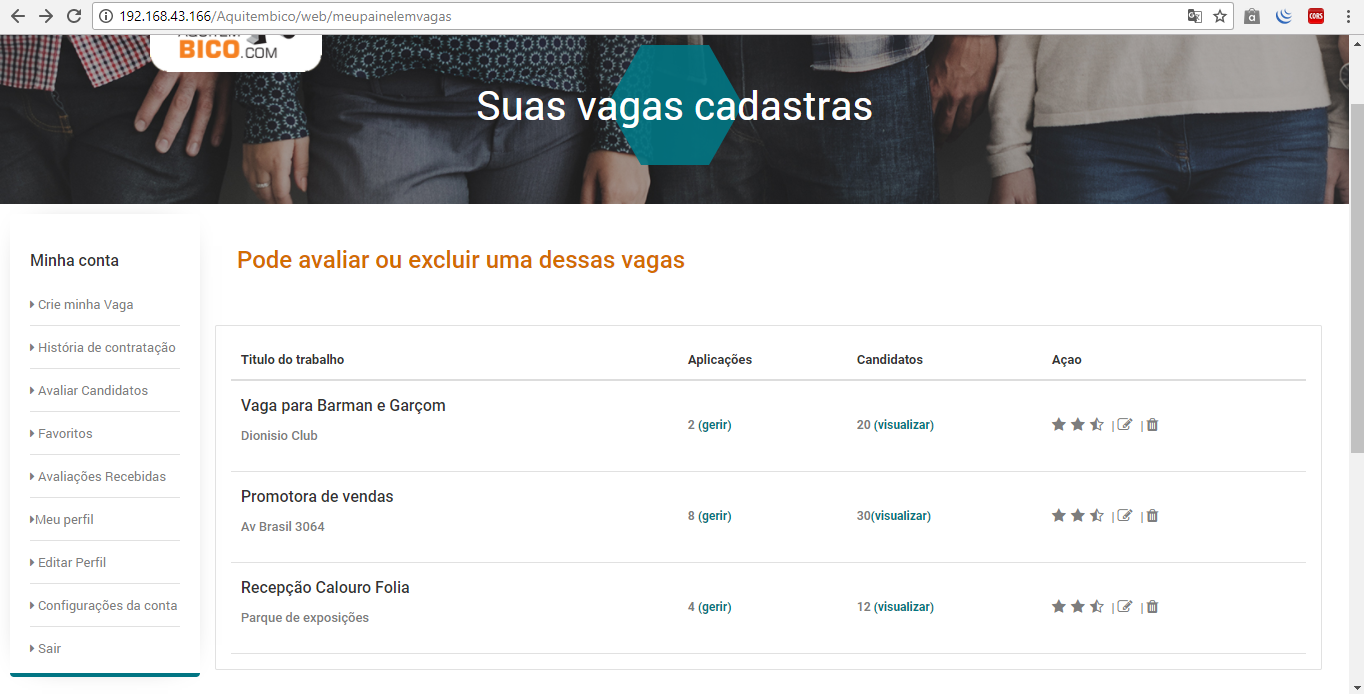 192.168.43.166/Aquitembico/web/meupainelemvagas
CORS
BICO.COM
Suas vagas cadastras
Minha conta
Crie minha Vaga
História de contratação
Avaliar Candidatos
Favoritos
Avaliações Recebidas
Meu perfil
Editar Perfil
Configurações da conta
Sair
Pode avaliar ou excluir uma dessas vagas
Titulo do trabalho Aplicações Candidatos Açao
Vaga para Barman e Garçom
Dionisio Club
2 (gerir) 20 (visualizar) | |
Promotora de vendas
Av Brasil 3064
8 (gerir) 30(visualizar) | |
Recepção Calouro Folia
Parque de exposições
4 (gerir) 12 (visualizar) | |